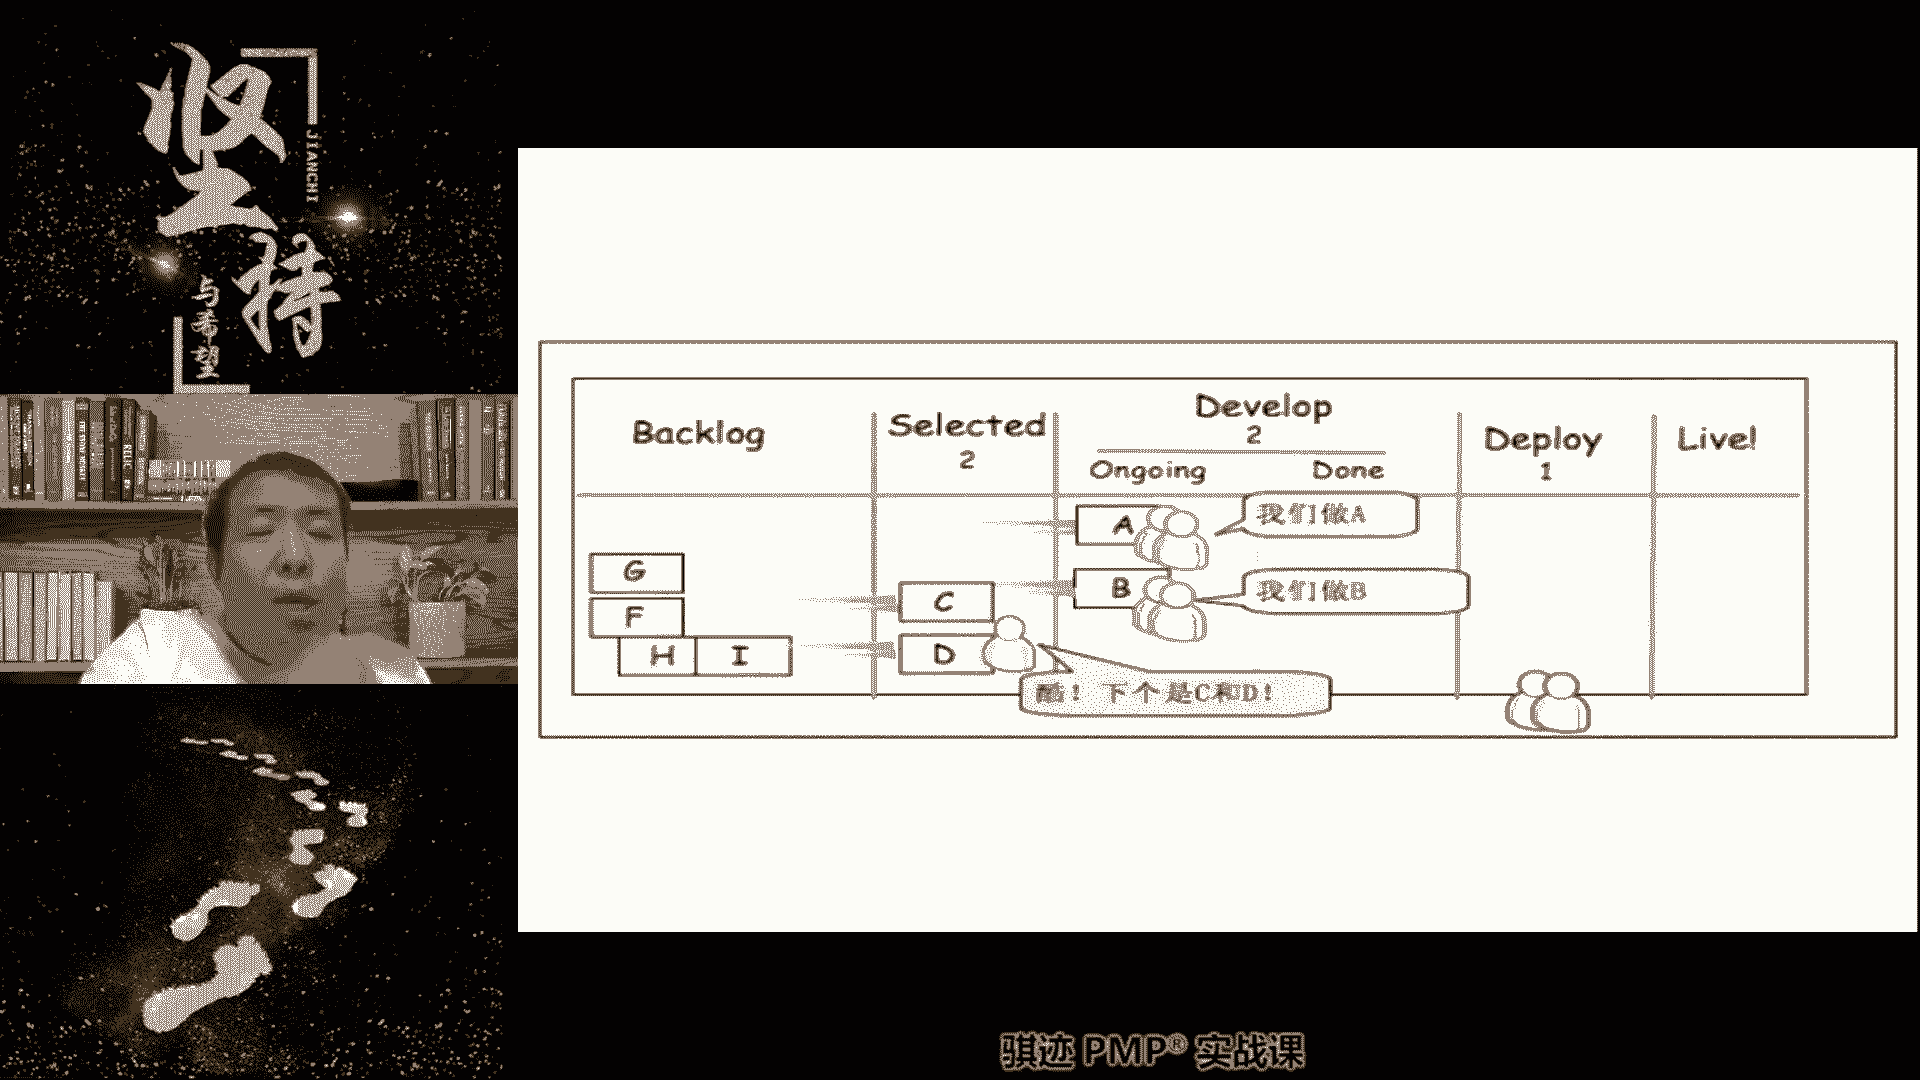 坚持
JIANCHI
与希望
Backlog
Selected
2
Develop
2
Ongoing
Done
Deploy
1
Live!
A
我们做A
B
我们做B
G
F
H
I
C
D
酷！下个是C和D！
骐迹 PMP® 实战课